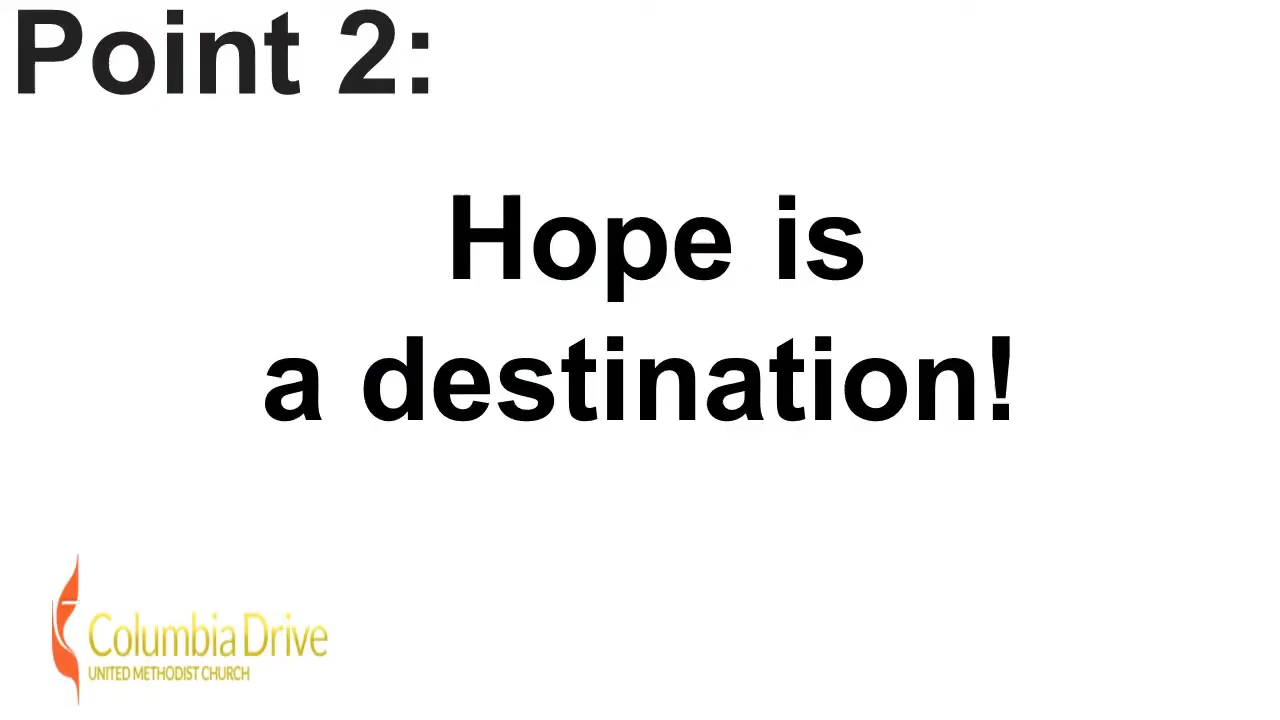 Point 2:
Hope is
a destination!
Columbia Drive
UNITED METHODIST CHURCH